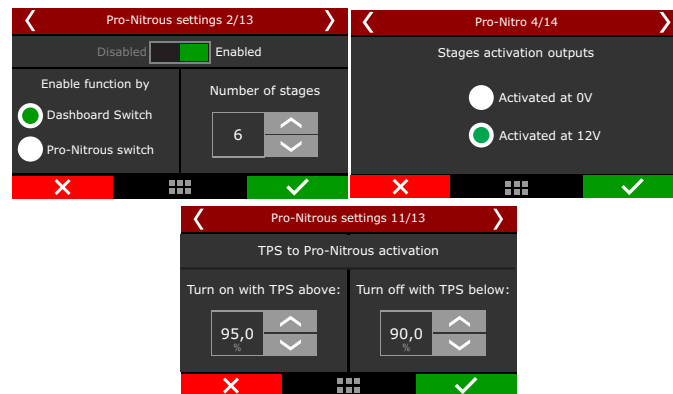 Pro-Nitrous settings 2/13
Disabled Enabled
Enable function by
Dashboard Switch
Pro-Nitrous switch
Number of stages
6
Pro-Nitro 4/14
Stages activation outputs
Activated at 0V
Activated at 12V
Pro-Nitrous settings 11/13
TPS to Pro-Nitrous activation
Turn on with TPS above:
95,0
%
Turn off with TPS below:
90,0
%